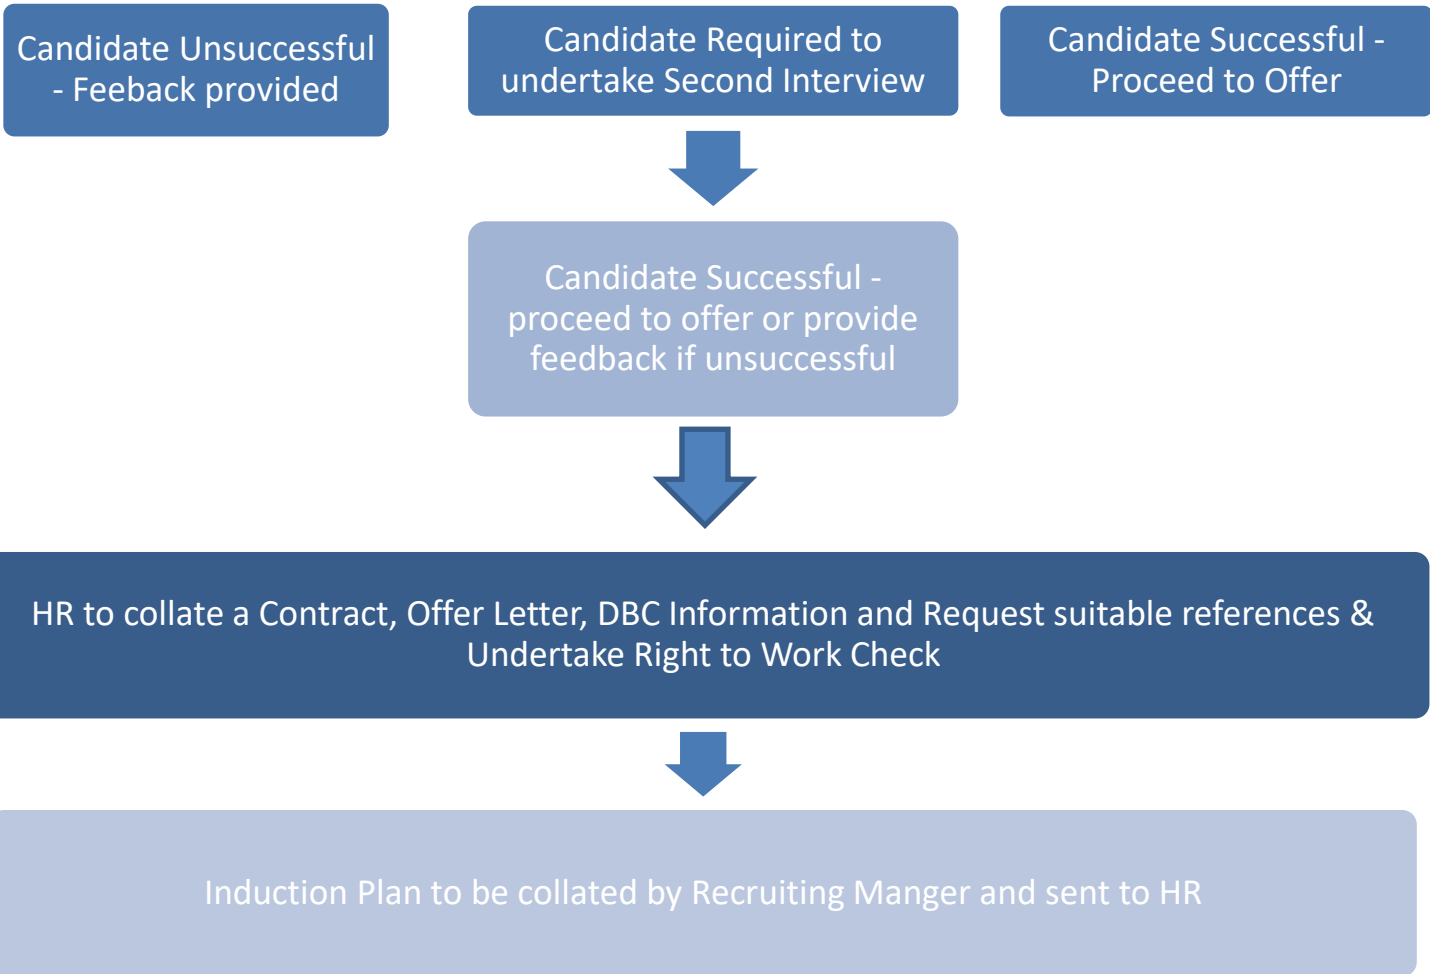 Candidate Unsuccessful
- Feeback provided
Candidate Required to
undertake Second Interview
Candidate Successful -
Proceed to Offer
Candidate Successful -
proceed to offer or provide
feedback if unsuccessful
HR to collate a Contract, Offer Letter, DBC Information and Request suitable references &
Undertake Right to Work Check
Induction Plan to be collated by Recruiting Manger and sent to HR